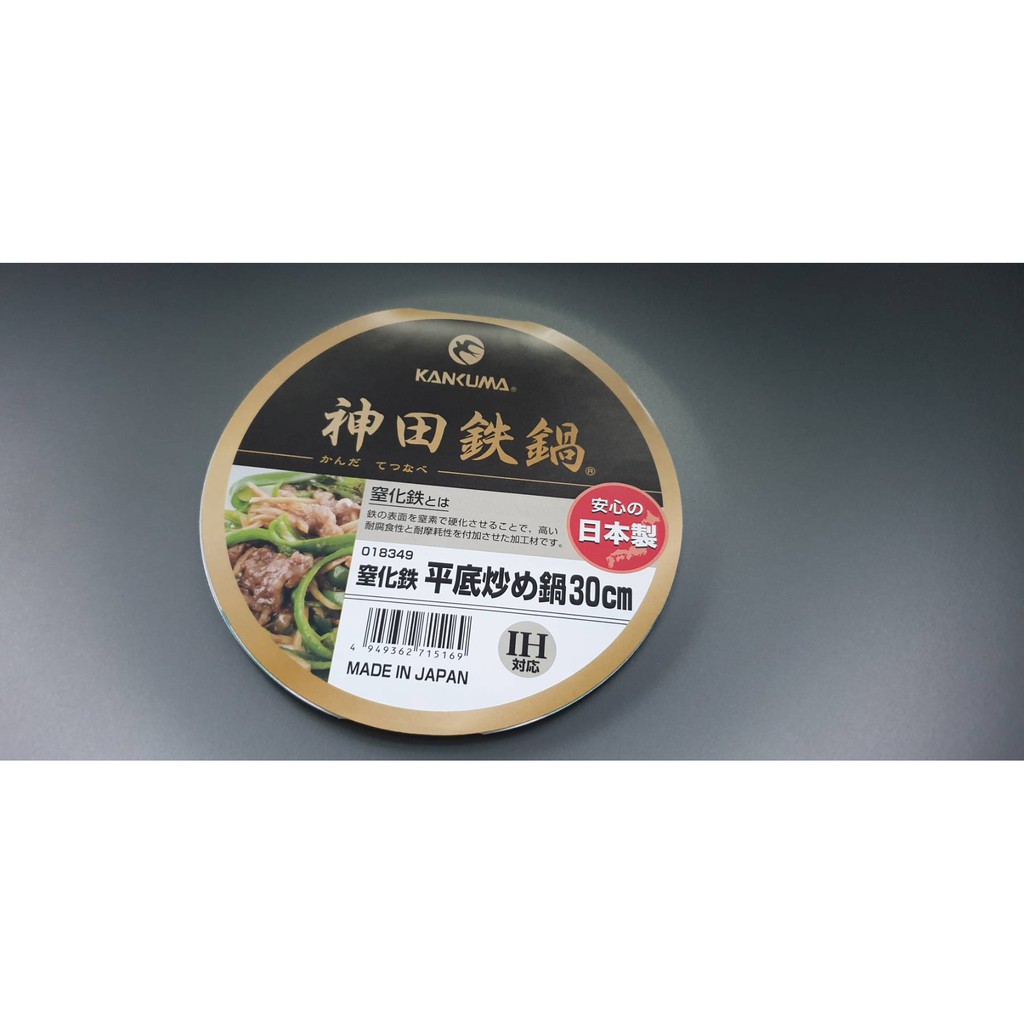 KANKUMA®
神田鉄鍋®
かんだ てつなべ
窒化鉄とは
鉄の表面を窒素で硬化させることで、高い
耐腐食性と耐摩耗性を付加させた加工材です。
安心の
日本製
018349
窒化鉄 平底炒め鍋30cm
4 949362 715169
IH
対応
MADE IN JAPAN